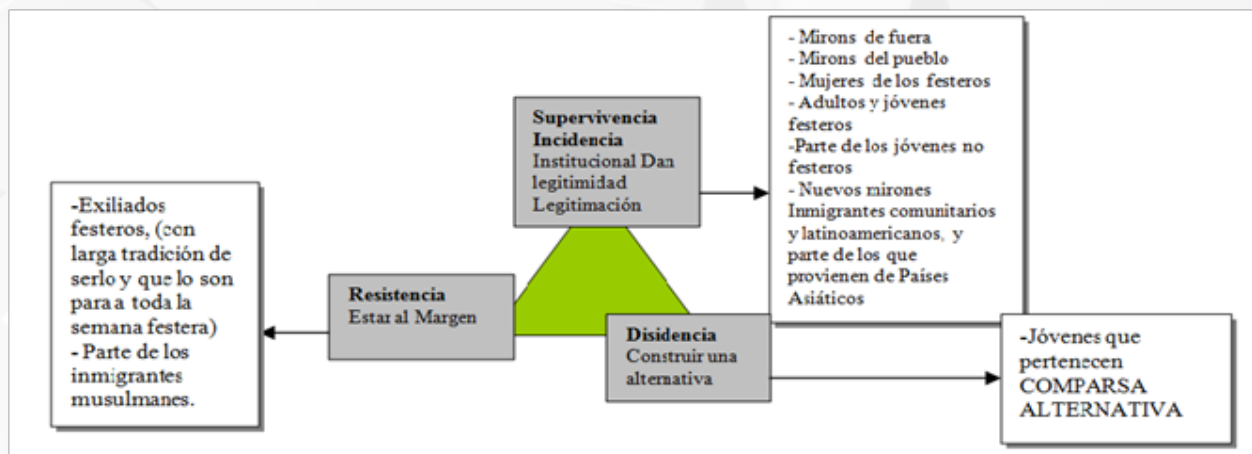 - Mirons de fuera
- Mirons del pueblo
- Mujeres de los festeros
- Adultos y jóvenes
festeros
-Parte de los jóvenes no
festeros
- Nuevos mirones
Inmigrantes comunitarios
y latinoamericanos, y
parte de los que
provienen de Países
Asiáticos
Supervivencia
Incidencia
Institucional Dan
legitimidad
Legitimación
-Exiliados
festeros, (con
larga tradición de
serlo y que lo son
para a toda la
semana festera)
- Parte de los
inmigrantes
musulmanes.
Resistencia
Estar al Margen
Disidencia
Construir una
alternativa
-Jóvenes que
pertenecen
COMPARSA
ALTERNATIVA